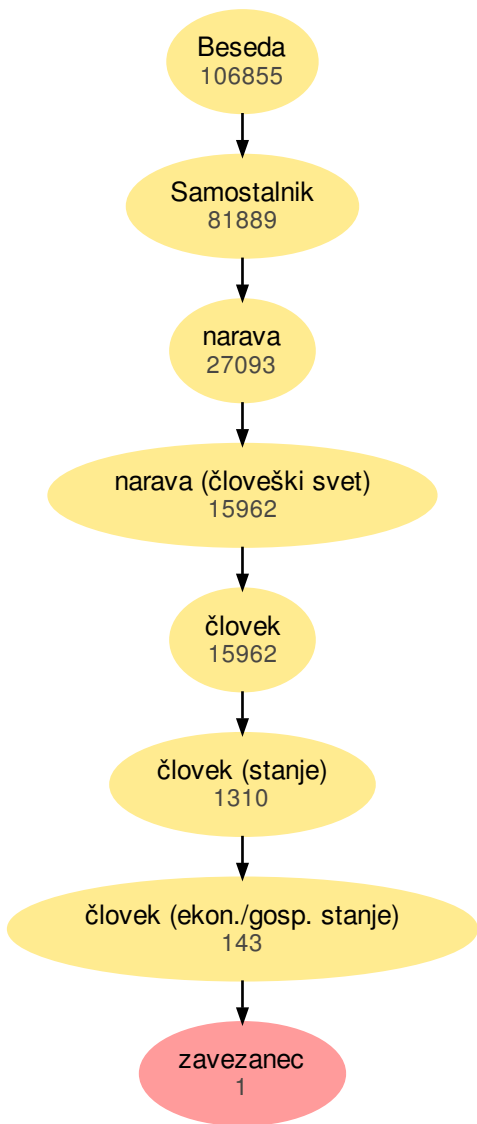 Beseda
106855
Samostalnik
81889
narava
27093
narava (človeški svet)
15962
človek
15962
človek (stanje)
1310
človek (ekon./gosp. stanje)
143
zavezanec
1